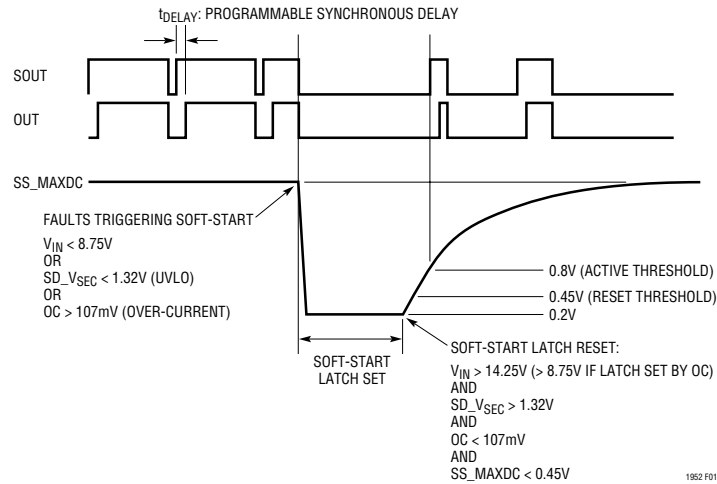 tDELAY: PROGRAMMABLE SYNCHRONOUS DELAY
SOUT
OUT
SS_MAXDC
FAULTS TRIGGERING SOFT-START
VIN < 8.75V
OR
SD_VSEC < 1.32V (UVLO)
OR
OC > 107mV (OVER-CURRENT)
0.8V (ACTIVE THRESHOLD)
0.45V (RESET THRESHOLD)
0.2V
SOFT-START
LATCH SET
SOFT-START LATCH RESET:
VIN > 14.25V (> 8.75V IF LATCH SET BY OC)
AND
SD_VSEC > 1.32V
AND
OC < 107mV
AND
SS_MAXDC < 0.45V
1952 F01